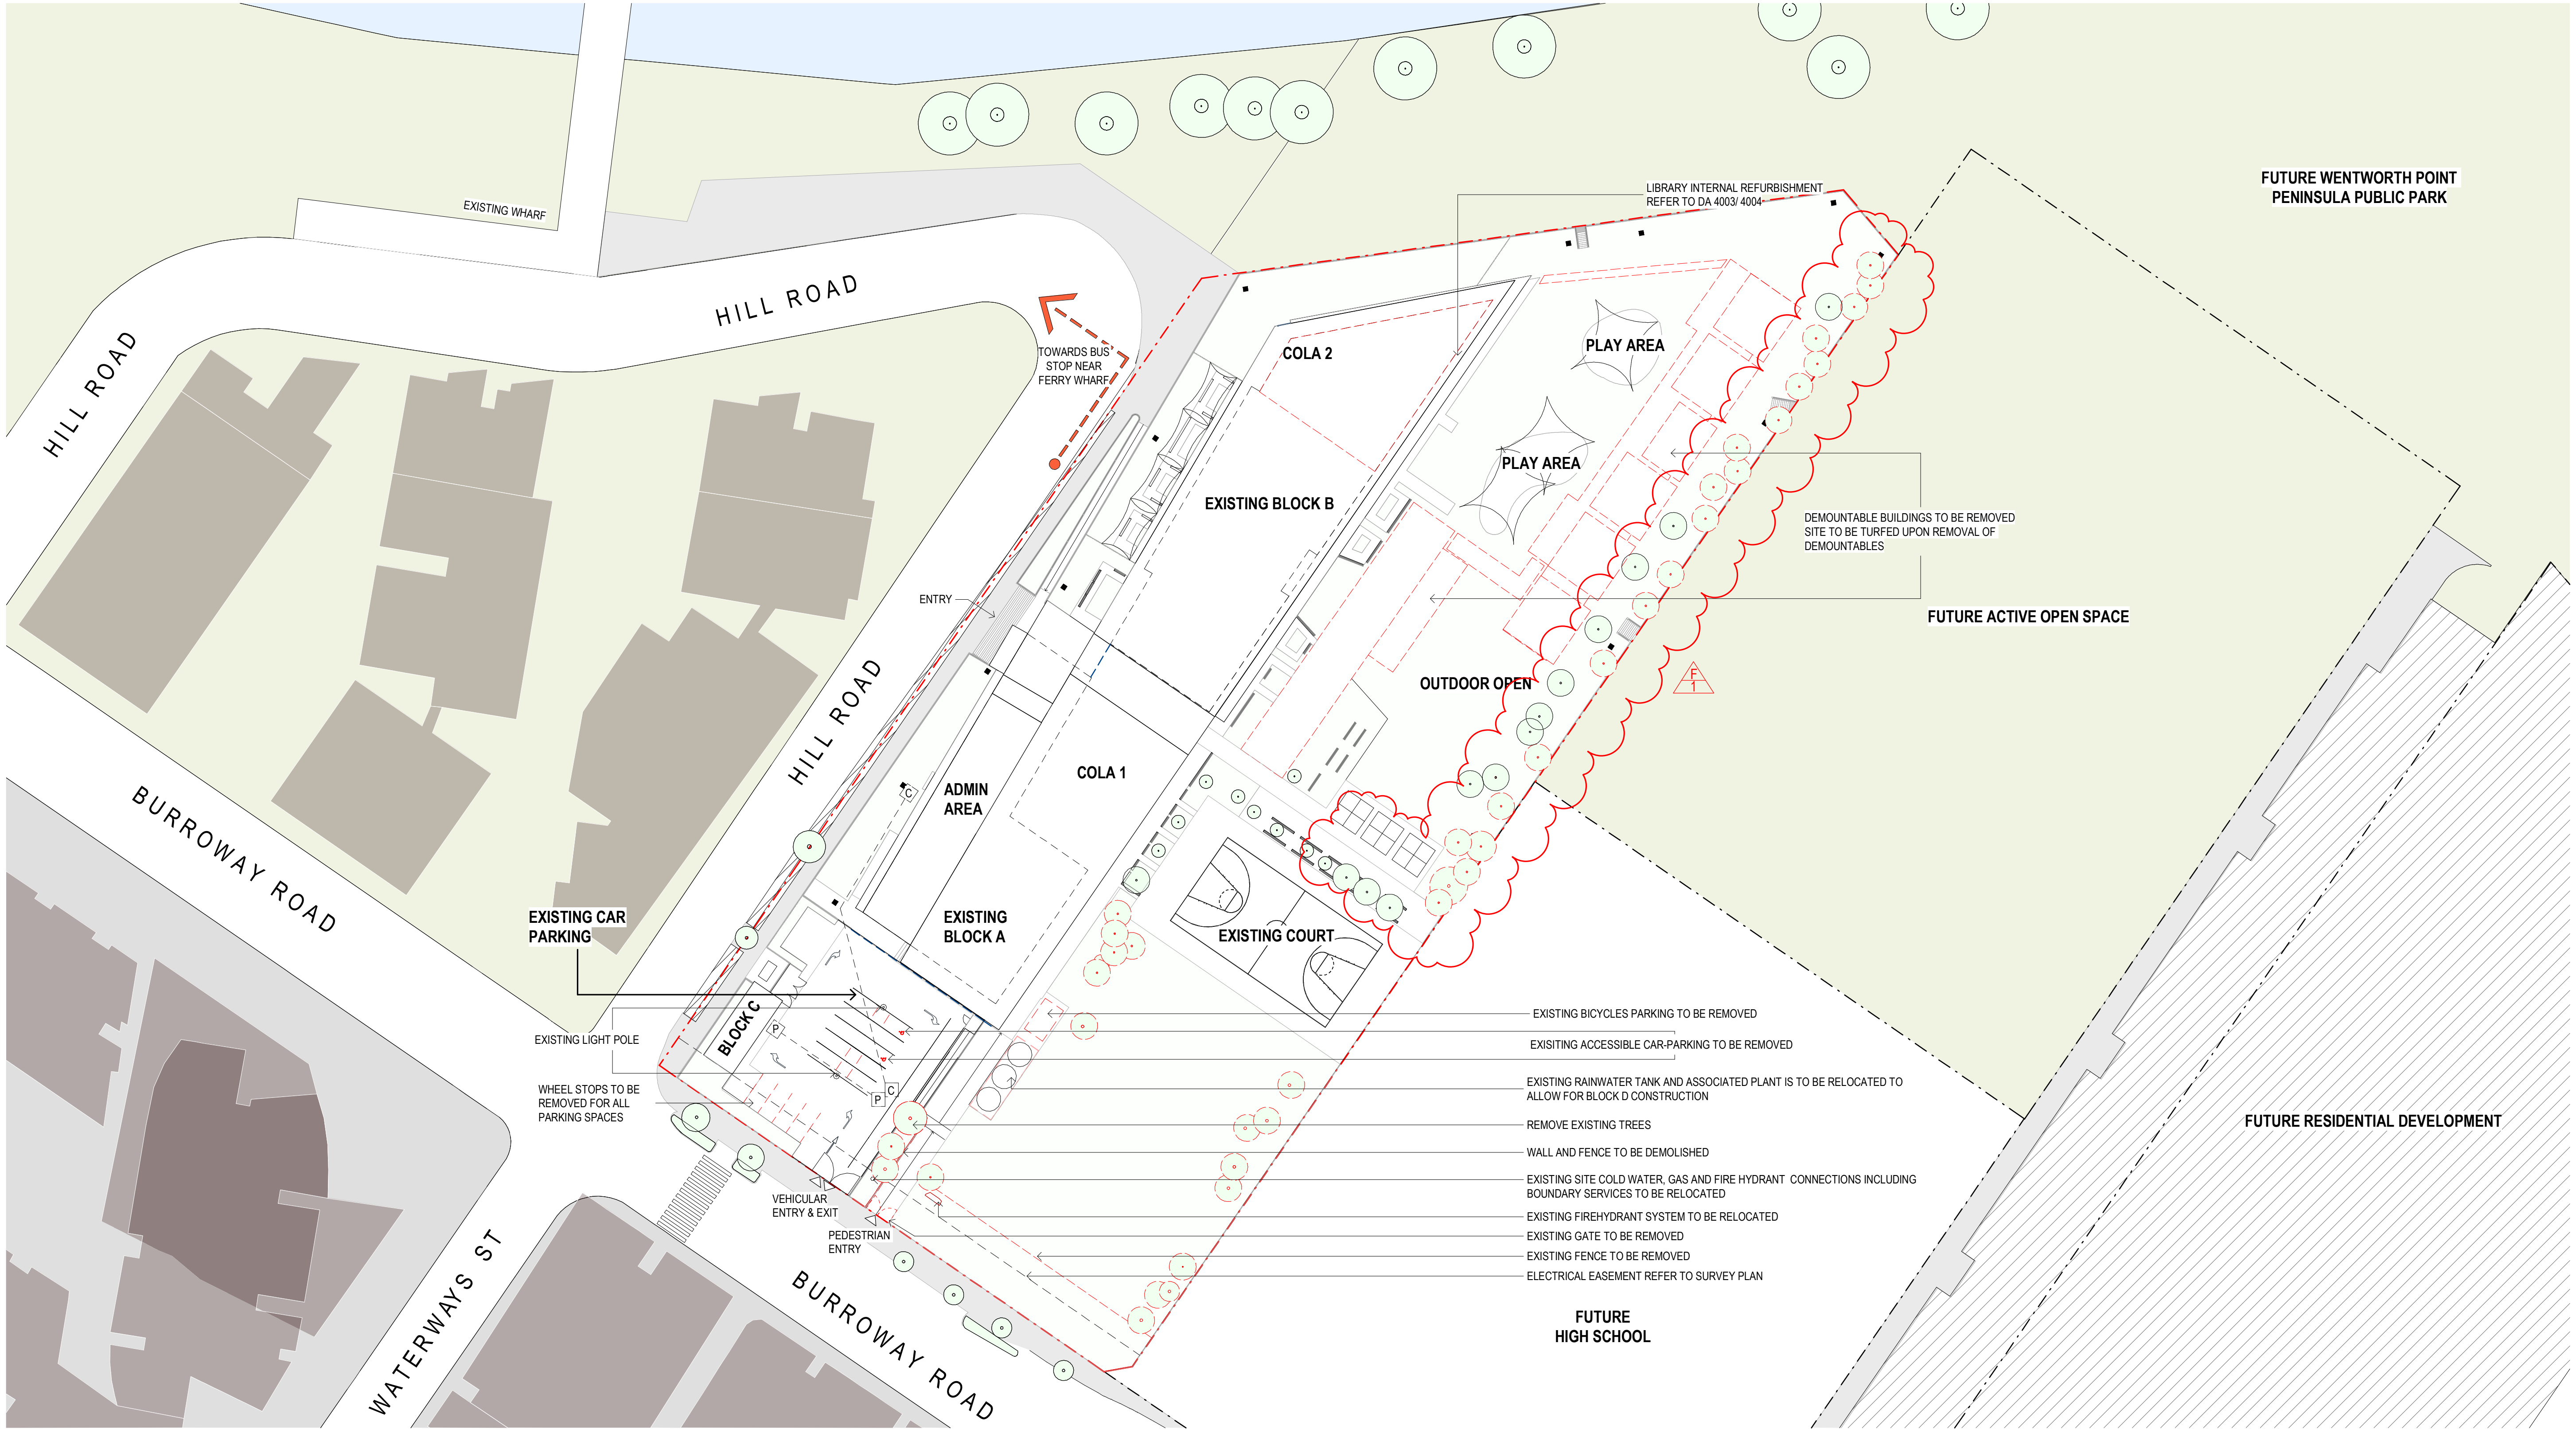 FUTURE WENTWORTH POINT
PENINSULA PUBLIC PARK
LIBRARY INTERNAL REFURBISHMENT
REFER TO DA 4003/ 4004
EXISTING WHARF
HILL ROAD
HILL ROAD
TOWARDS BUS
STOP NEAR
FERRY WHARF
COLA 2
PLAY AREA
PLAY AREA
EXISTING BLOCK B
DEMOUNTABLE BUILDINGS TO BE REMOVED
SITE TO BE TURFED UPON REMOVAL OF
DEMOUNTABLES
ENTRY
FUTURE ACTIVE OPEN SPACE
OUTDOOR OPEN
F
1
HILL ROAD
COLA 1
ADMIN
AREA
C
BURROWAY ROAD
EXISTING CAR
PARKING
EXISTING
BLOCK A
EXISTING COURT
BLOCK C
P
EXISTING LIGHT POLE
EXISTING BICYCLES PARKING TO BE REMOVED
EXISITING ACCESSIBLE CAR-PARKING TO BE REMOVED
WHEEL STOPS TO BE
REMOVED FOR ALL
PARKING SPACES
C
P
EXISTING RAINWATER TANK AND ASSOCIATED PLANT IS TO BE RELOCATED TO
ALLOW FOR BLOCK D CONSTRUCTION
REMOVE EXISTING TREES
FUTURE RESIDENTIAL DEVELOPMENT
WALL AND FENCE TO BE DEMOLISHED
EXISTING SITE COLD WATER, GAS AND FIRE HYDRANT CONNECTIONS INCLUDING
BOUNDARY SERVICES TO BE RELOCATED
VEHICULAR
ENTRY & EXIT
EXISTING FIREHYDRANT SYSTEM TO BE RELOCATED
PEDESTRIAN
ENTRY
EXISTING GATE TO BE REMOVED
EXISTING FENCE TO BE REMOVED
ELECTRICAL EASEMENT REFER TO SURVEY PLAN
WATERWAYS ST
BURROWAY ROAD
FUTURE
HIGH SCHOOL